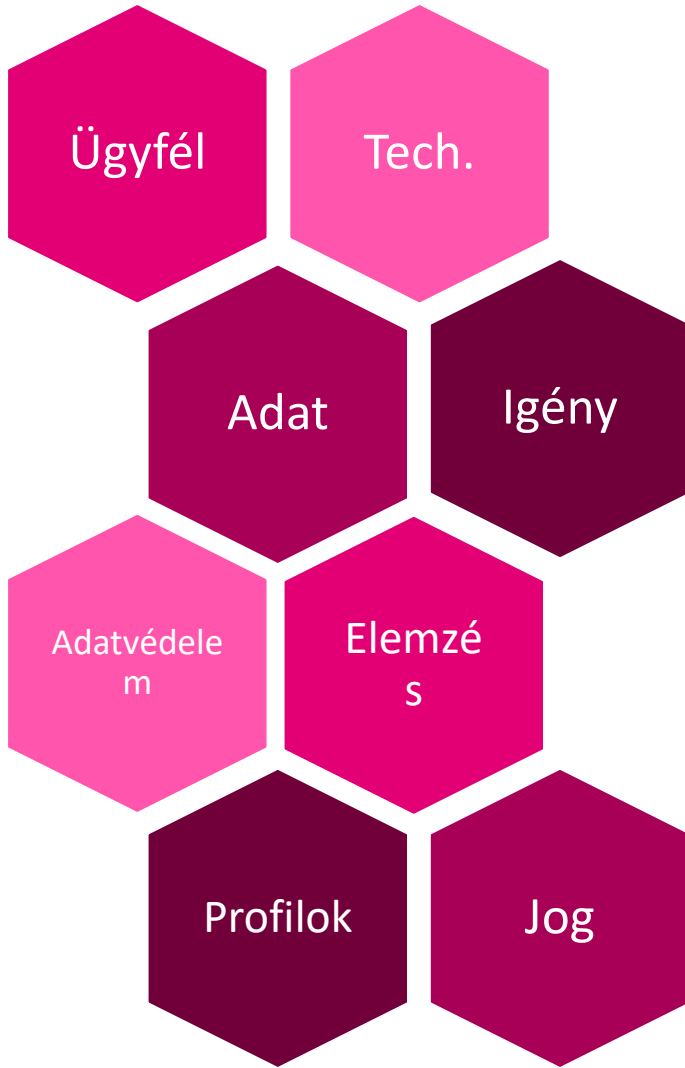 Ügyfél
Tech.
Adat
Igény
Adatvédele
m
Elemzé
s
Profilok
Jog